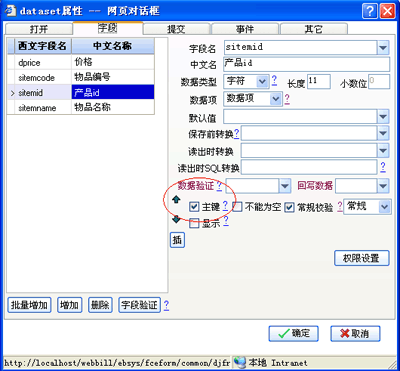 dataset属性 -- 网页对话框
打开 字段 提交 事件 其它
西文字段名 中文名称
dprice 价格
sitemcode 物品编号
sitemid 产品id
sitemname 物品名称
字段名 sitemid
中文名 产品id
数据类型 字符 ? 长度 11 小数位 0
数据项 数据项 ?
默认值
保存前转换?
读出时转换
读出时SQL转换 ?
数据验证? 回写数据
主键 ? 不能为空 常规校验 ? 常规
显示 ?
插
权限设置
批量增加 增加 删除 字段验证 ?
确定 取消
http://localhost/webbill/ebsys/fceform/common/djfr 本地 Intranet